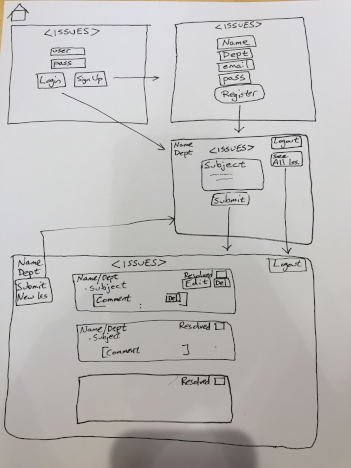 <ISSUES>
user
pass
Login
Sign Up
<ISSUES>
Name
Dept
email
pass
Register
Name
Dept
<ISSUES>
Logout
see
All Iss
Subject
Submit
Name
Dept
Submit
New Iss
<ISSUES>
Logout
Name/Dept
Resolved
- Subject
Edit
Del
[Comment
Del
Name/Dept
Resolved
- Subject
[Comment ]
Resolved